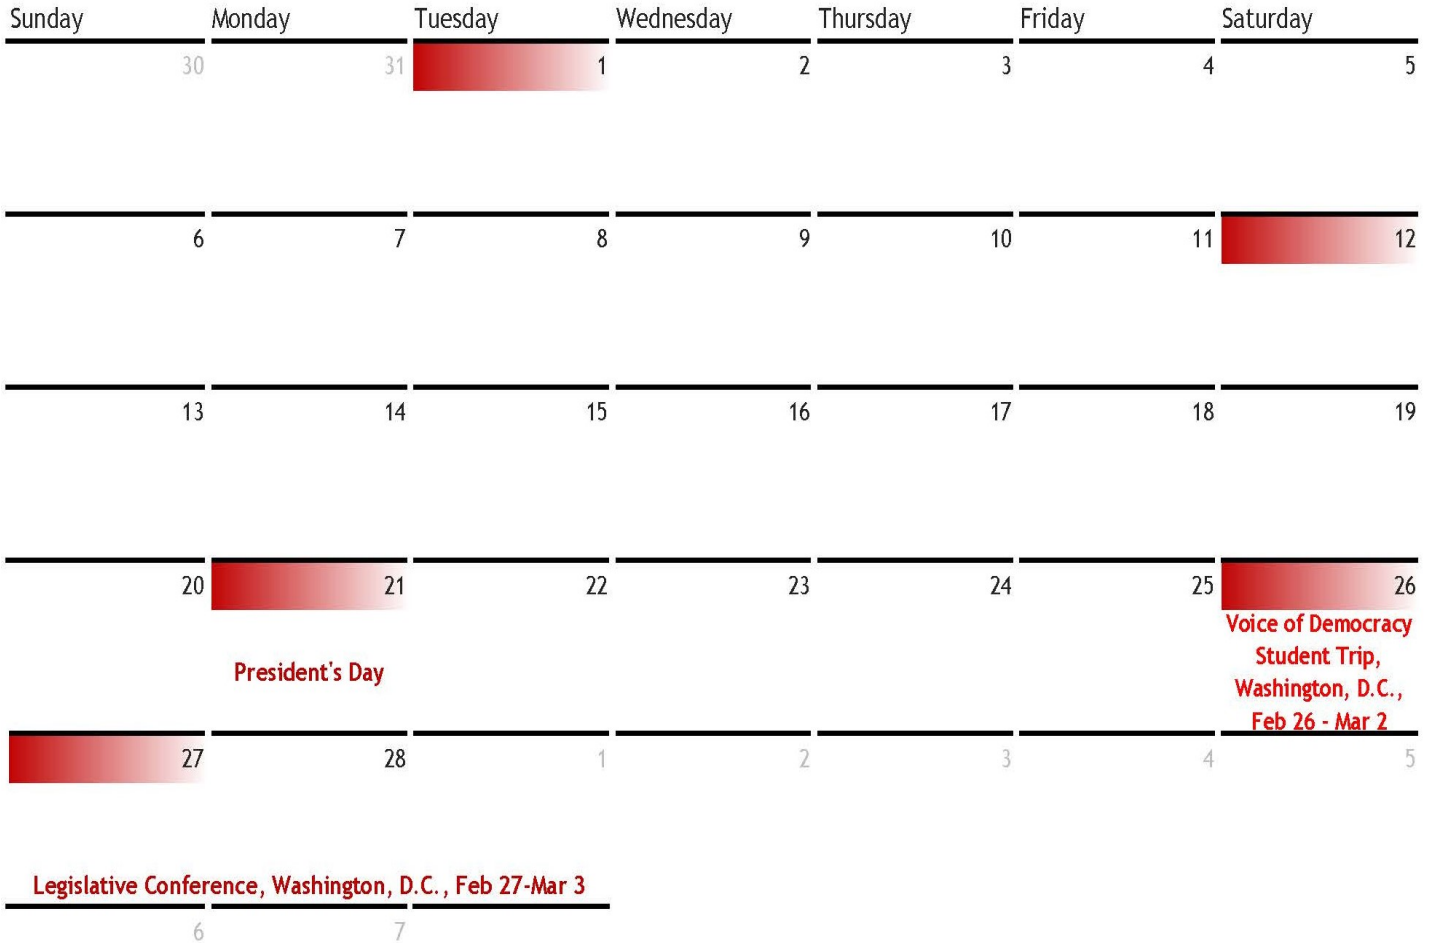 Sunday Monday Tuesday Wednesday Thursday Friday Saturday
30 31 1 2 3 4 5
6 7 8 9 10 11 12
13 14 15 16 17 18 19
20 21 22 23 24 25 26
President's Day
Voice of Democracy
Student Trip,
Washington, D.C.,
Feb 26 - Mar 2
27 28 1 2 3 4 5
Legislative Conference, Washington, D.C., Feb 27-Mar 3
6 7